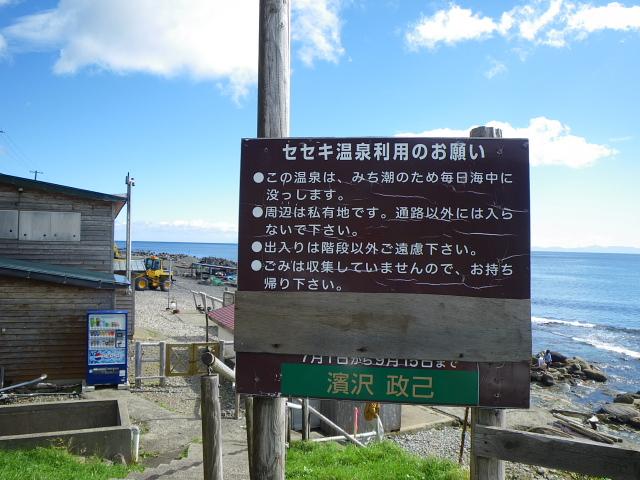 セセキ温泉利用のお願い
●この温泉は、みち潮のため毎日海中に
没っします。
●周辺は私有地です。通路以外には入ら
ないで下さい。
●出入りは階段以外ご遠慮下さい。
●ごみは収集していませんので、お持ち
帰り下さい。
7月1日から9月15日まで
濱沢 政己